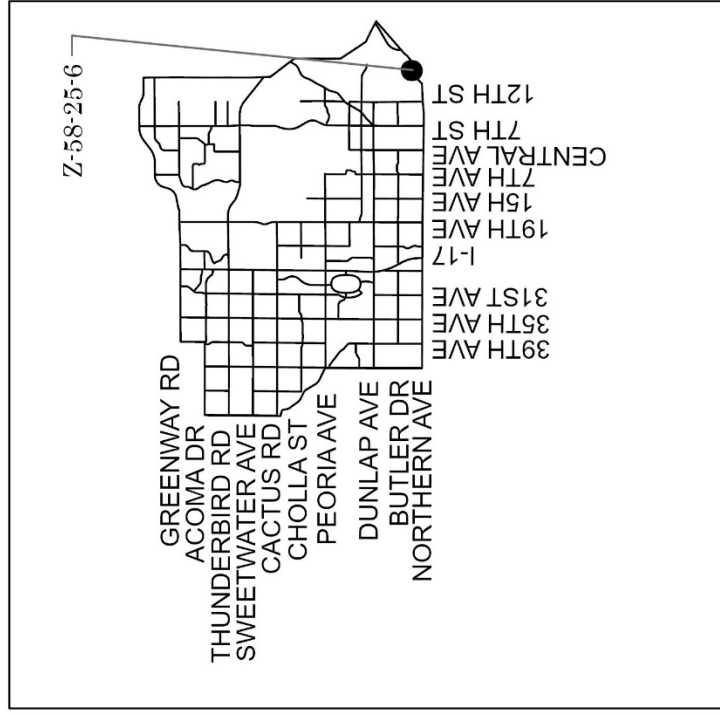 Z-58-25-6
GREENWAY RD
ACOMA DR
THUNDERBIRD RD
SWEETWATER AVE
CACTUS RD
CHOLLA ST
PEORIA AVE
DUNLAP AVE
BUTLER DR
NORTHERN AVE
39TH AVE
35TH AVE
31ST AVE
I-17
19TH AVE
15H AVE
7TH AVE
CENTRAL AVE
7TH ST
12TH ST